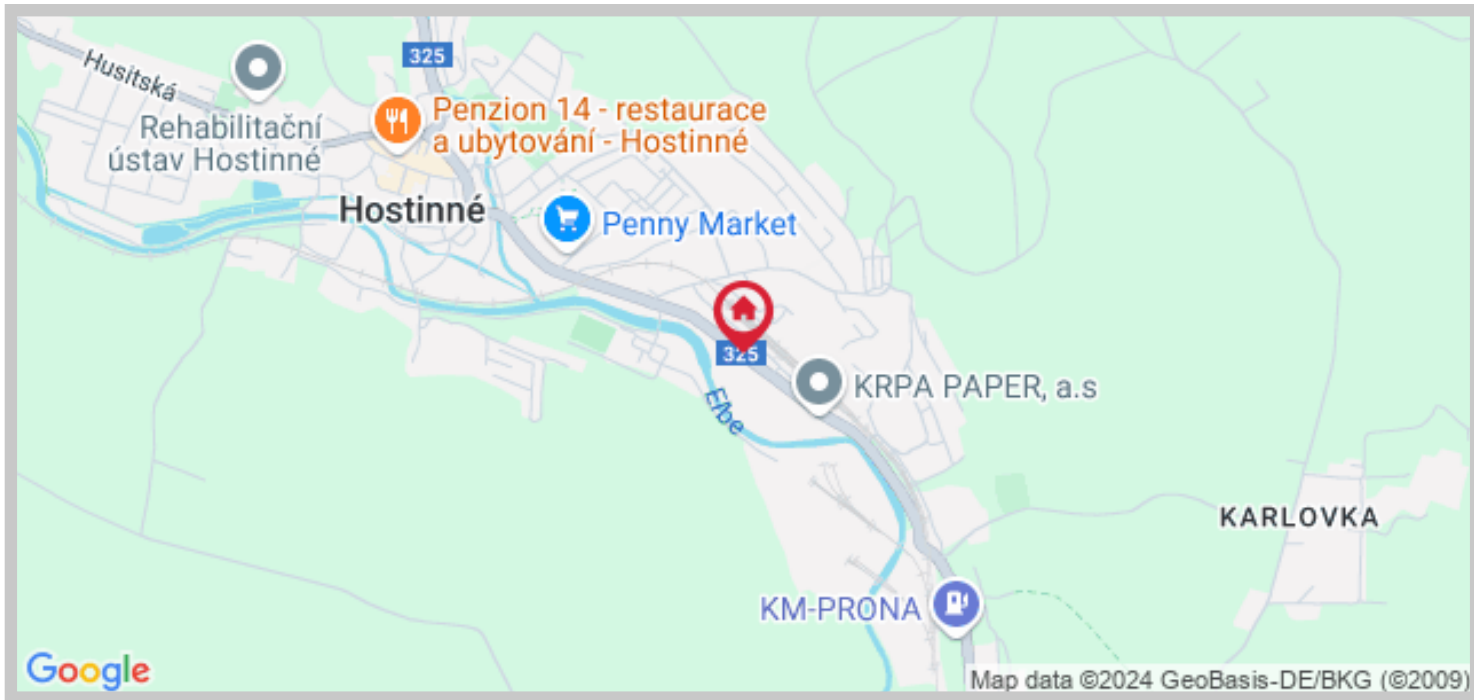 325
Husitská
Penzion 14 - restaurace
a ubytování - Hostinné
Rehabilitační
ústav Hostinné
Hostinné
Penny Market
325
KRPA PAPER, a.s
Elbe
KARLOVKA
KM-PRONA
Google
Map data ©2024 GeoBasis-DE/BKG (©2009)